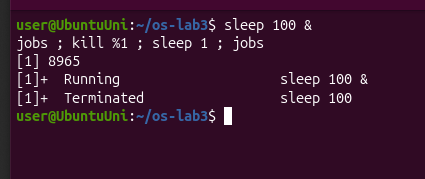 user@UbuntuUni:~/os-lab3$ sleep 100 &
jobs ; kill %1 ; sleep 1 ; jobs
[1] 8965
[1]+  Running                    sleep 100 &
[1]+  Terminated                 sleep 100
user@UbuntuUni:~/os-lab3$